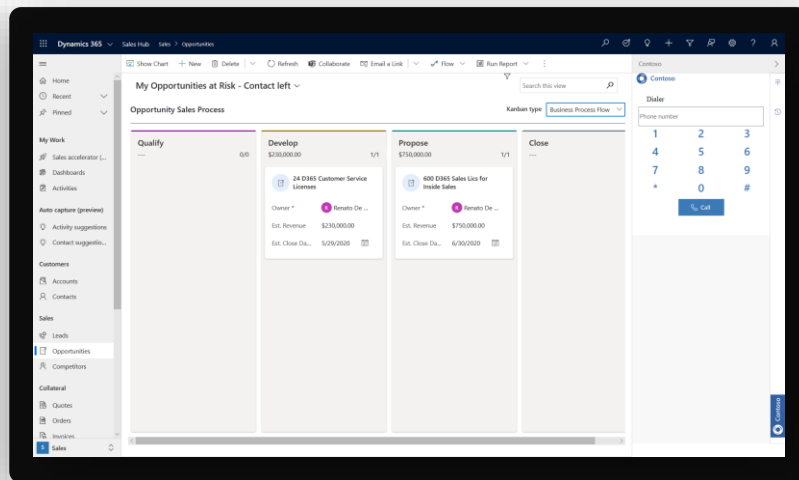 Dynamics 365
Sales Hub Sales > Opportunities
Show Chart
New
Delete
Refresh
Collaborate
Email a Link
Flow
Run Report
Home
Recent
Pinned
My Work
Sales accelerator (...
Dashboards
Activities
Auto capture (preview)
Activity suggestions
Contact suggestio...
Customers
Accounts
Contacts
Sales
Leads
Opportunities
Competitors
Collateral
Quotes
Orders
Invoices
S Sales
My Opportunities at Risk - Contact left
Search this view
Opportunity Sales Process
Kanban type Business Process Flow
Qualify
--- 0/0
Develop
$230,000.00 1/1
24 D365 Customer Service
Licenses
Owner * R Renato De ...
Est. Revenue $230,000.00
Est. Close Da... 5/29/2020
Propose
$750,000.00 1/1
600 D365 Sales Lics for
Inside Sales
Owner * R Renato De ...
Est. Revenue $750,000.00
Est. Close Da... 6/30/2020
Close
---
Contoso
Contoso
Dialer
Phone number
1 2 3
4 5 6
7 8 9
* 0 #
Call
Contoso